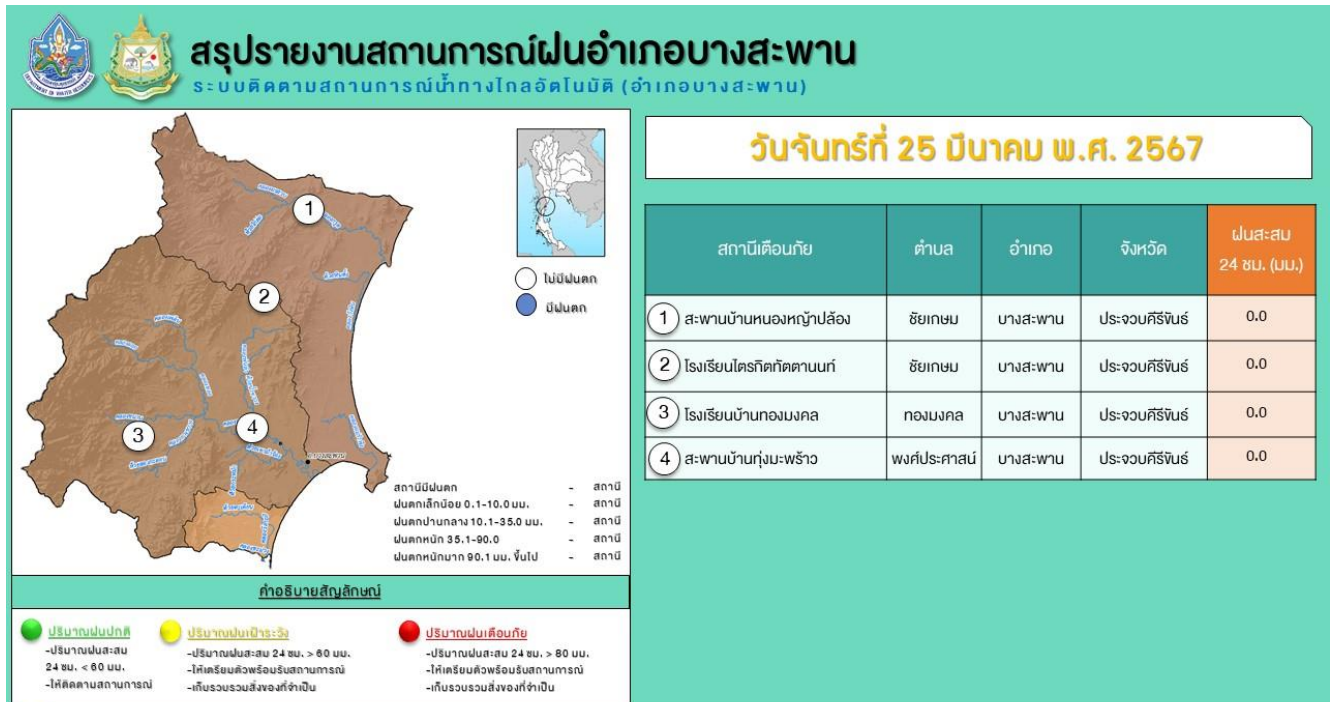 สรุปรายงานสถานการณ์ฝนอำเภอบางสะพาน
ระบบติดตามสถานการณ์น้ำทางไกลอัตโนมัติ (อำเภอบางสะพาน)
วันจันทร์ที่ 25 มีนาคม พ.ศ. 2567
1
2
3
4
ไม่มีฝนตก
มีฝนตก
สถานีมีฝนตก - สถานี
ฝนตกเล็กน้อย 0.1-10.0 มม. - สถานี
ฝนตกปานกลาง 10.1-35.0 มม. - สถานี
ฝนตกหนัก 35.1-90.0 - สถานี
ฝนตกหนักมาก 90.1 มม. ขึ้นไป - สถานี
สถานีเตือนภัย ตำบล อำเภอ จังหวัด ฝนสะสม
24 ชม. (มม.)
1 สะพานบ้านหนองหญ้าปล้อง ชัยเกษม บางสะพาน ประจวบคีรีขันธ์ 0.0
2 โรงเรียนไตรกิตทัตตานนท์ ชัยเกษม บางสะพาน ประจวบคีรีขันธ์ 0.0
3 โรงเรียนบ้านทองมงคล ทองมงคล บางสะพาน ประจวบคีรีขันธ์ 0.0
4 สะพานบ้านทุ่งมะพร้าว พงศ์ประศาสน์ บางสะพาน ประจวบคีรีขันธ์ 0.0
คำอธิบายสัญลักษณ์
ปริมาณฝนปกติ
-ปริมาณฝนสะสม
24 ชม. < 60 มม.
-ให้ติดตามสถานการณ์
ปริมาณฝนเฝ้าระวัง
-ปริมาณฝนสะสม 24 ชม. > 60 มม.
-ให้เตรียมตัวพร้อมรับสถานการณ์
-เก็บรวบรวมสิ่งของที่จำเป็น
ปริมาณฝนเตือนภัย
-ปริมาณฝนสะสม 24 ชม. > 80 มม.
-ให้เตรียมตัวพร้อมรับสถานการณ์
-เก็บรวบรวมสิ่งของที่จำเป็น